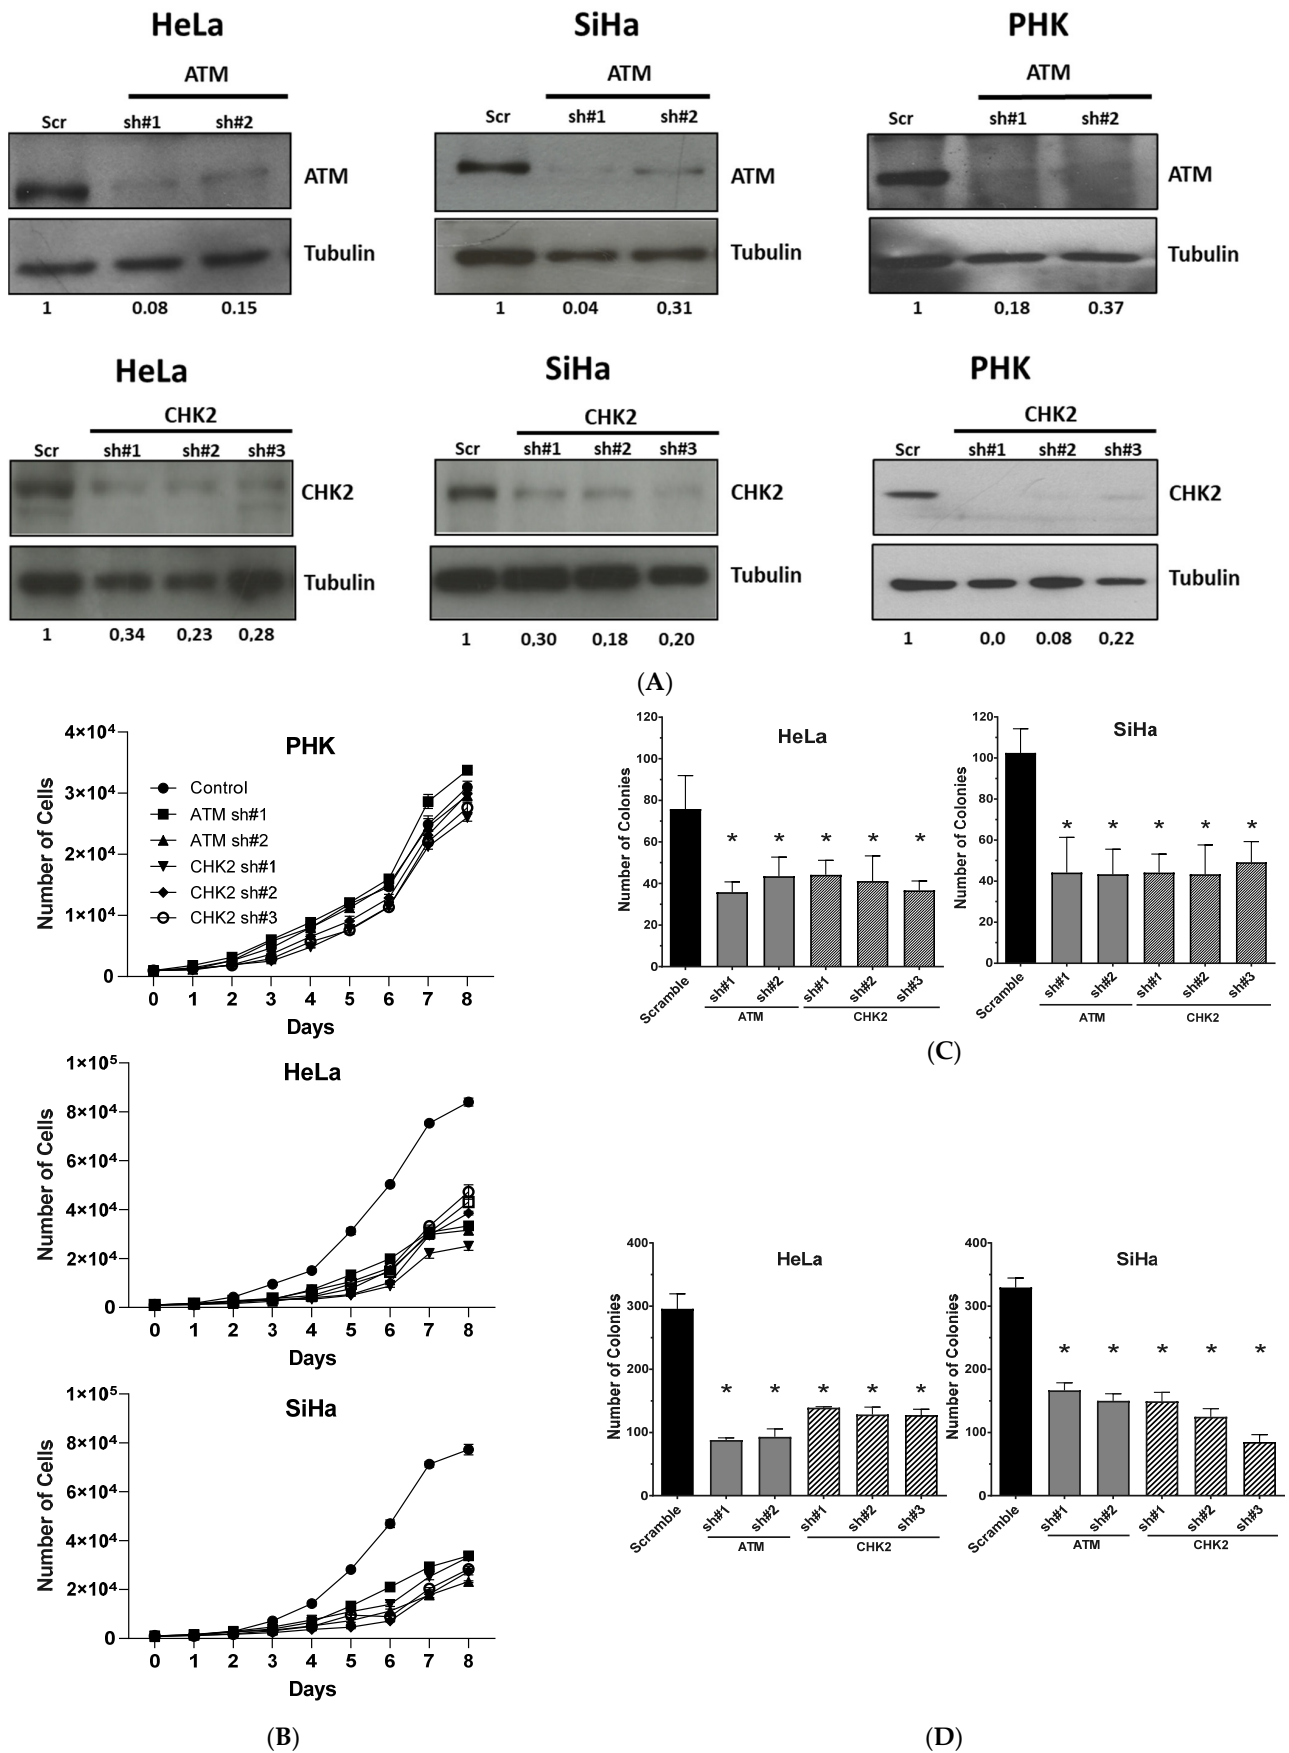 HeLa SiHa PHK
ATM ATM ATM
Scr sh#1 sh#2 Scr sh#1 sh#2 Scr sh#1 sh#2
ATM ATM ATM
Tubulin Tubulin Tubulin
1 0.08 0.15 1 0.04 0,31 1 0,18 0.37
HeLa SiHa PHK
CHK2 CHK2 CHK2
Scr sh#1 sh#2 sh#3 Scr sh#1 sh#2 sh#3 Scr sh#1 sh#2 sh#3
CHK2 CHK2 CHK2
Tubulin Tubulin Tubulin
1 0,34 0,23 0,28 1 0,30 0,18 0,20 1 0,0 0.08 0,22
(A)
PHK
Number of Cells
4×10⁴
3×10⁴
2×10⁴
1×10⁴
0
Control
ATM sh#1
ATM sh#2
CHK2 sh#1
CHK2 sh#2
CHK2 sh#3
0 1 2 3 4 5 6 7 8
Days
HeLa
Number of Cells
1×10⁵
8×10⁴
6×10⁴
4×10⁴
2×10⁴
0
0 1 2 3 4 5 6 7 8
Days
SiHa
Number of Cells
1×10⁵
8×10⁴
6×10⁴
4×10⁴
2×10⁴
0
0 1 2 3 4 5 6 7 8
Days
(B)
HeLa
Number of Colonies
120
100
80
60
40
20
0
* * * * *
Scramble sh#1 sh#2 sh#1 sh#2 sh#3
ATM CHK2
SiHa
Number of Colonies
120
100
80
60
40
20
0
* * * * *
Scramble sh#1 sh#2 sh#1 sh#2 sh#3
ATM CHK2
(C)
HeLa
Number of Colonies
400
300
200
100
0
* * * * *
Scramble sh#1 sh#2 sh#1 sh#2 sh#3
ATM CHK2
SiHa
Number of Colonies
400
300
200
100
0
* * * * *
Scramble sh#1 sh#2 sh#1 sh#2 sh#3
ATM CHK2
(D)